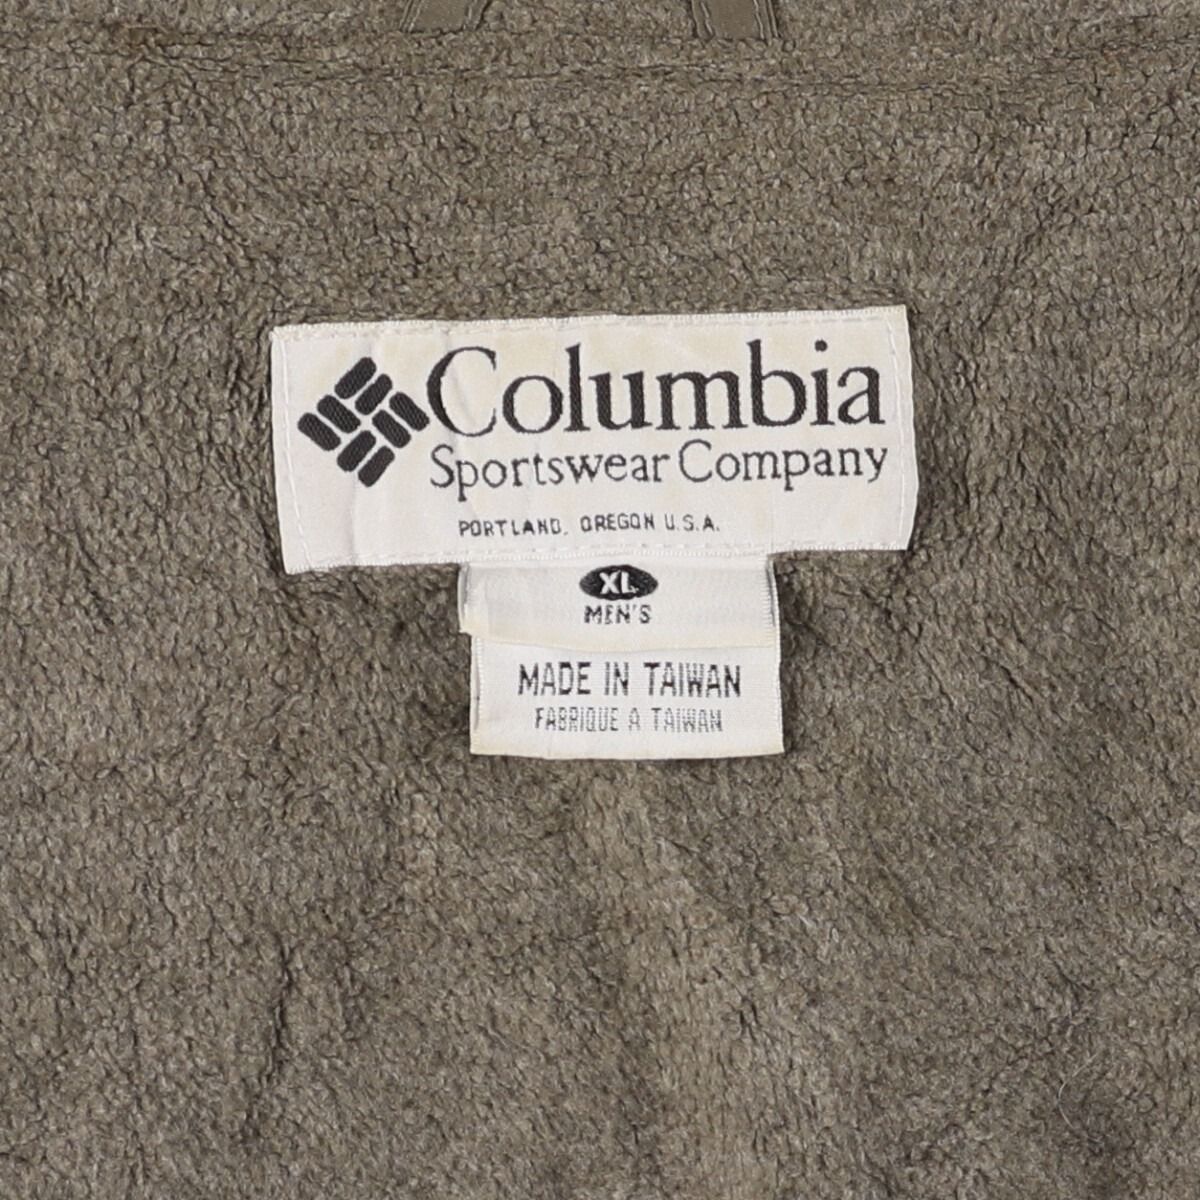 Columbia
Sportswear Company
PORTLAND, OREGON U.S.A.
XL
MEN'S
MADE IN TAIWAN
FABRIQUE A TAIWAN